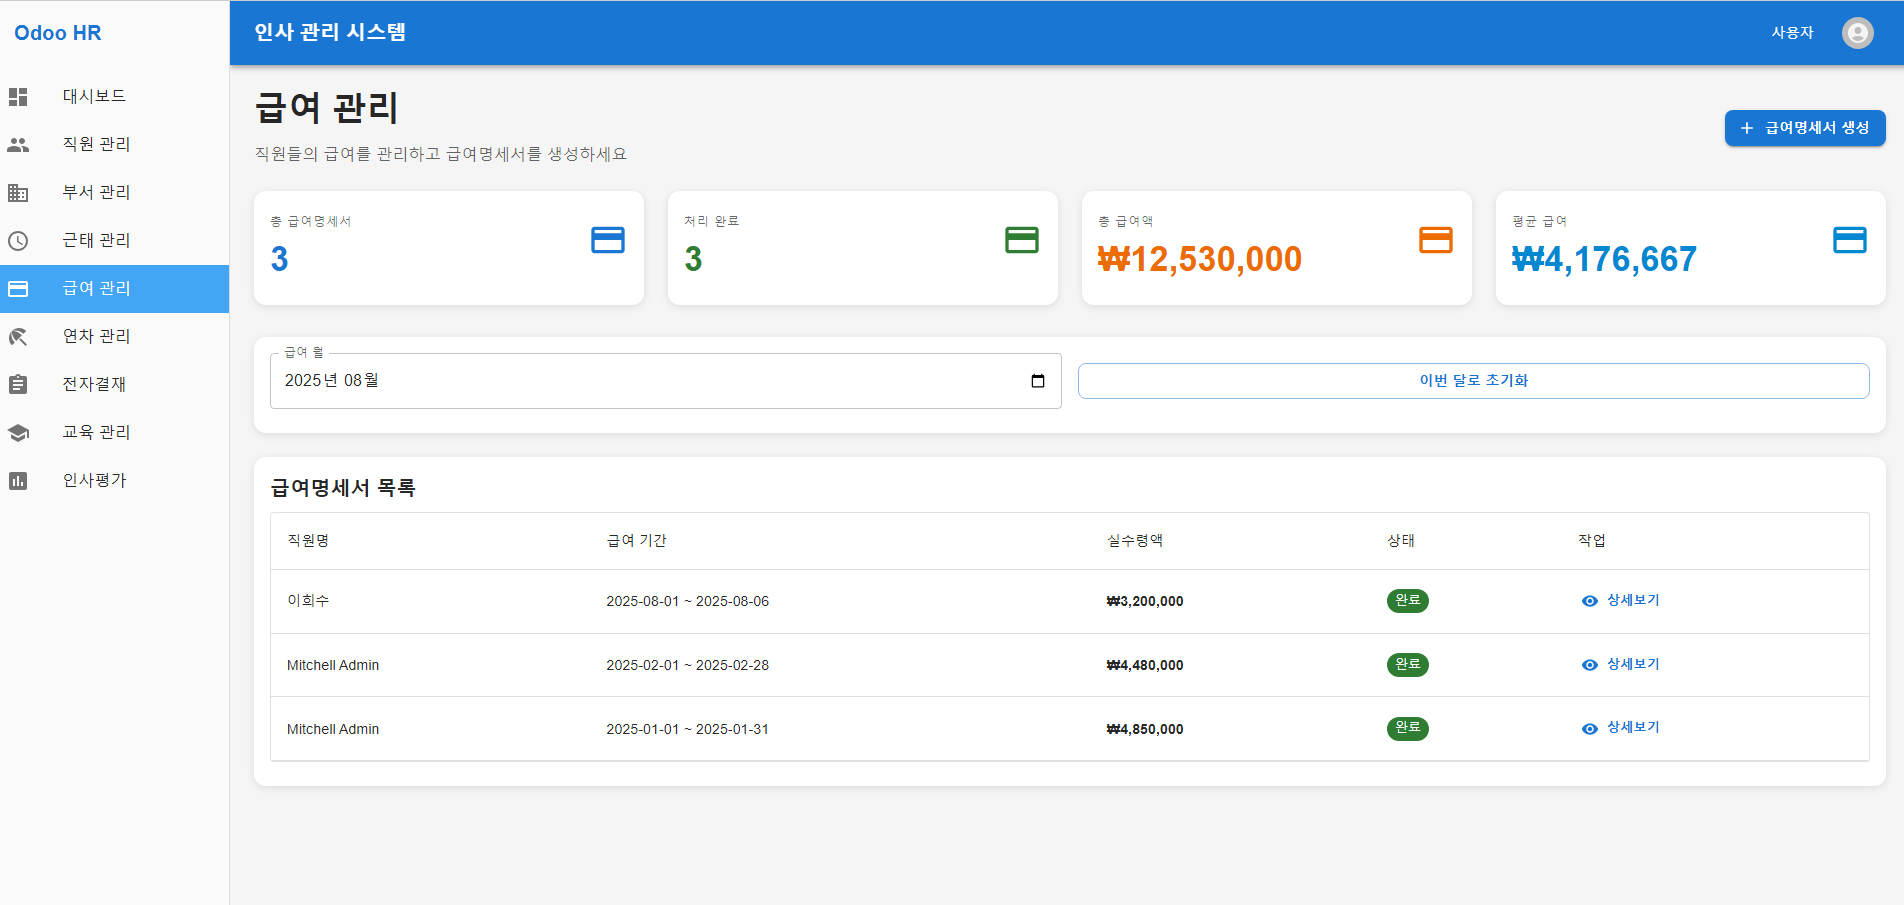 Odoo HR
인사 관리 시스템
사용자
대시보드
직원 관리
부서 관리
근태 관리
급여 관리
연차 관리
전자결재
교육 관리
인사평가
급여 관리
직원들의 급여를 관리하고 급여명세서를 생성하세요
+ 급여명세서 생성
총 급여명세서
3
처리 완료
3
총 급여액
₩12,530,000
평균 급여
₩4,176,667
급여 월
2025년 08월
이번 달로 초기화
급여명세서 목록
직원명 급여 기간 실수령액 상태 작업
이희수 2025-08-01 ~ 2025-08-06 ₩3,200,000 완료 상세보기
Mitchell Admin 2025-02-01 ~ 2025-02-28 ₩4,480,000 완료 상세보기
Mitchell Admin 2025-01-01 ~ 2025-01-31 ₩4,850,000 완료 상세보기